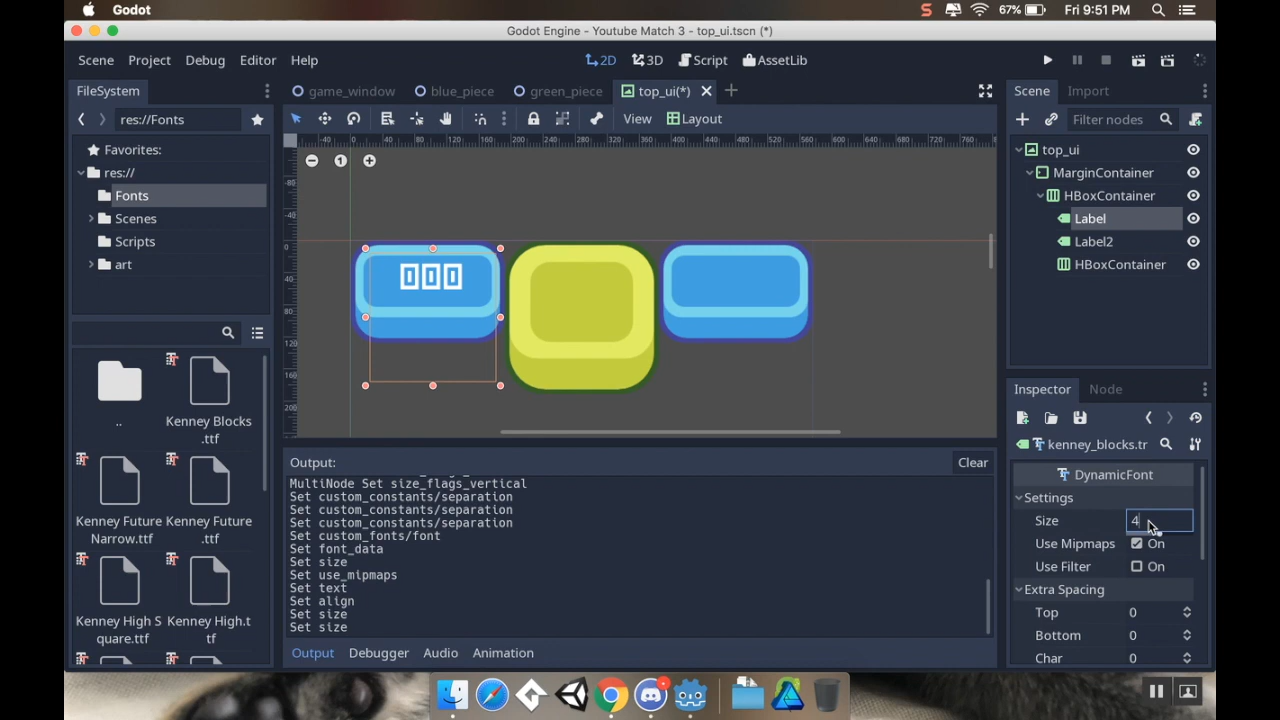 Godot
67%
Fri 9:51 PM
Godot Engine - Youtube Match 3 - top_ui.tscn (*)
Scene Project Debug Editor Help
2D 3D Script AssetLib
FileSystem
game_window blue_piece green_piece top_ui(*)
Scene Import
res://Fonts
View Layout
Filter nodes
Favorites:
res://
Fonts
Scenes
Scripts
art
top_ui
MarginContainer
HBoxContainer
Label
Label2
HBoxContainer
000
..
Kenney Blocks
.ttf
Kenney Future
Narrow.ttf
Kenney Future
.ttf
Kenney High S
quare.ttf
Kenney High.t
tf
Output:
Clear
MultiNode Set size_flags_vertical
Set custom_constants/separation
Set custom_constants/separation
Set custom_constants/separation
Set custom_fonts/font
Set font_data
Set size
Set use_mipmaps
Set text
Set align
Set size
Set size
Output Debugger Audio Animation
Inspector Node
kenney_blocks.tr
DynamicFont
Settings
Size 4
Use Mipmaps On
Use Filter On
Extra Spacing
Top 0
Bottom 0
Char 0